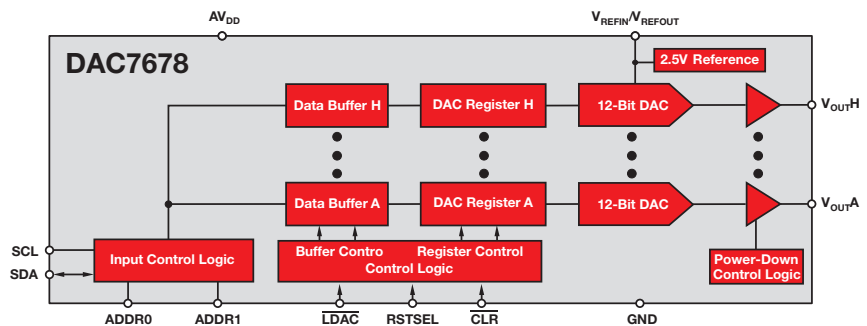 AVDD
VREFIN/VREFOUT
DAC7678
2.5V Reference
Data Buffer H
DAC Register H
12-Bit DAC
VOUTH
Data Buffer A
DAC Register A
12-Bit DAC
VOUTA
SCL
SDA
Input Control Logic
Buffer Contro Register Control
Control Logic
Power-Down
Control Logic
ADDR0
ADDR1
LDAC
RSTSEL
CLR
GND